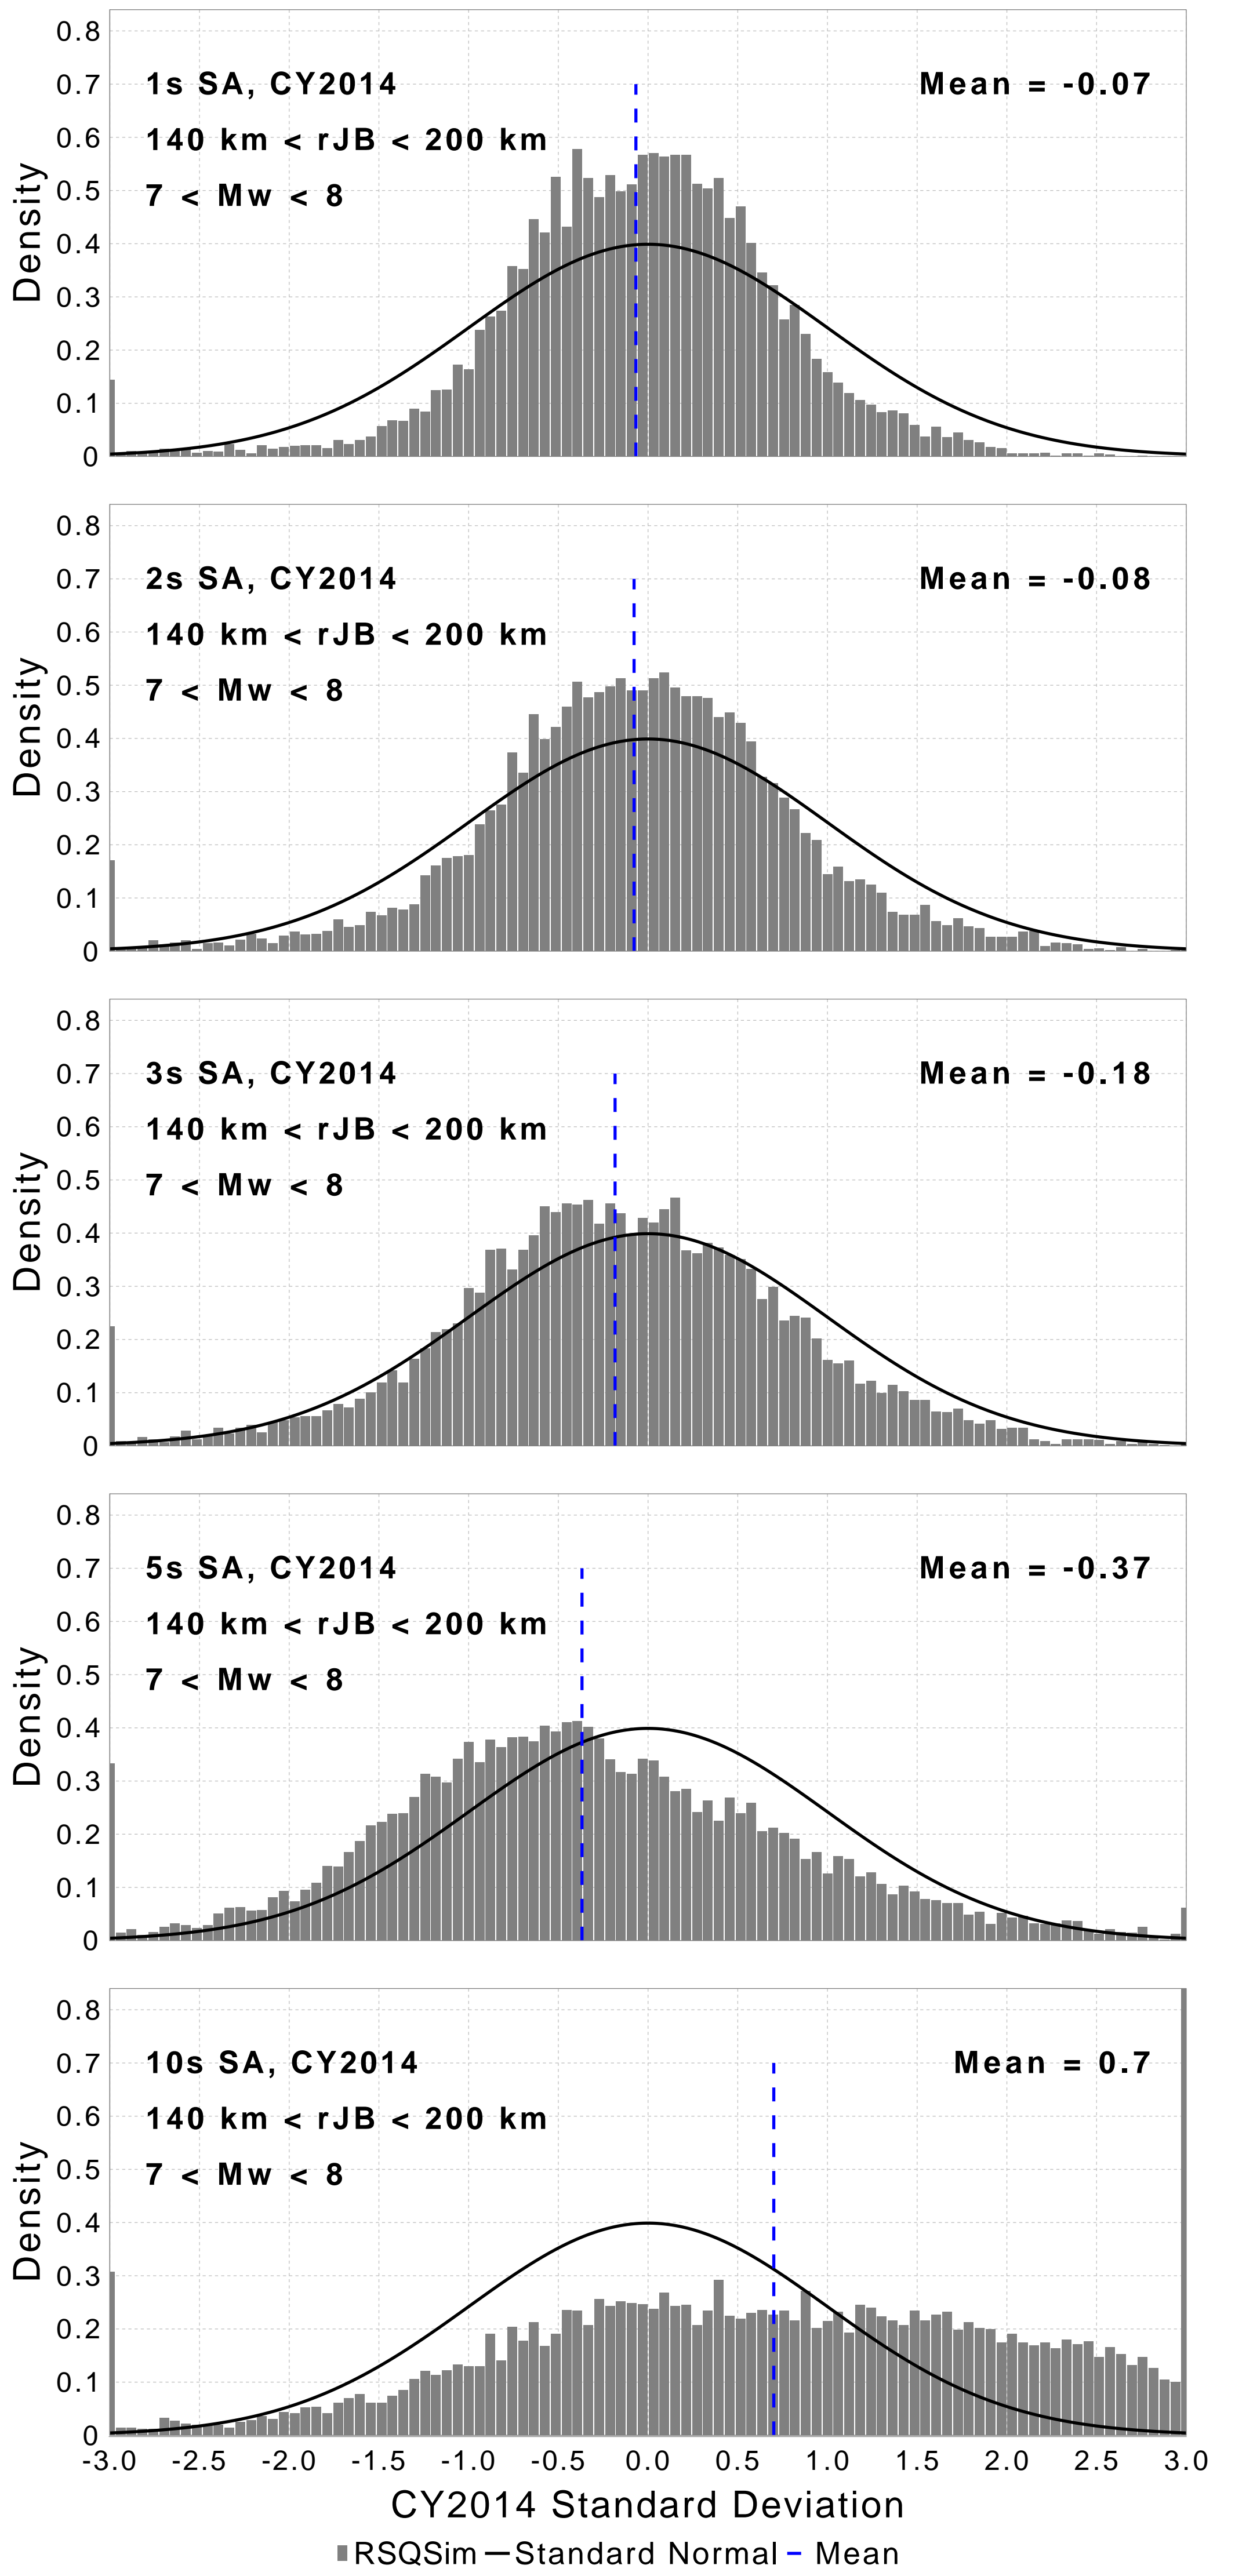 0.8
0.7
0.6
0.5
0.4
0.3
0.2
0.1
0
Density
1s SA, CY2014
Mean = -0.07
140 km < rJB < 200 km
7 < Mw < 8
0.8
0.7
0.6
0.5
0.4
0.3
0.2
0.1
0
Density
2s SA, CY2014
Mean = -0.08
140 km < rJB < 200 km
7 < Mw < 8
0.8
0.7
0.6
0.5
0.4
0.3
0.2
0.1
0
Density
3s SA, CY2014
Mean = -0.18
140 km < rJB < 200 km
7 < Mw < 8
0.8
0.7
0.6
0.5
0.4
0.3
0.2
0.1
0
Density
5s SA, CY2014
Mean = -0.37
140 km < rJB < 200 km
7 < Mw < 8
0.8
0.7
0.6
0.5
0.4
0.3
0.2
0.1
0
Density
10s SA, CY2014
Mean = 0.7
140 km < rJB < 200 km
7 < Mw < 8
-3.0 -2.5 -2.0 -1.5 -1.0 -0.5 0.0 0.5 1.0 1.5 2.0 2.5 3.0
CY2014 Standard Deviation
RSQSim Standard Normal Mean